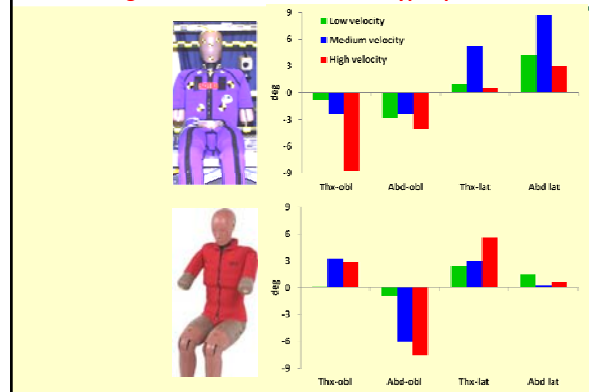 9
6
3
0
-3
-6
-9
deg
Low velocity
Medium velocity
High velocity
Thx-obl
Abd-obl
Thx-lat
Abd lat
9
6
3
0
-3
-6
-9
deg
Thx-obl
Abd-obl
Thx-lat
Abd lat